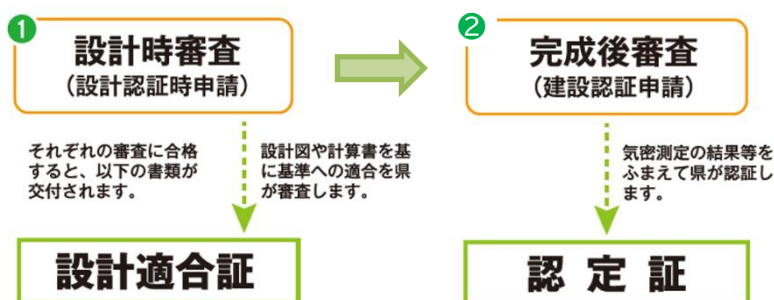 1
設計時審査
（設計認証時申請）
それぞれの審査に合格
すると、以下の書類が
交付されます。
設計図や計算書を基
に基準への適合を県
が審査します。
設計適合証
2
完成後審査
（建設認証申請）
気密測定の結果等を
ふまえて県が認証し
ます。
認定証